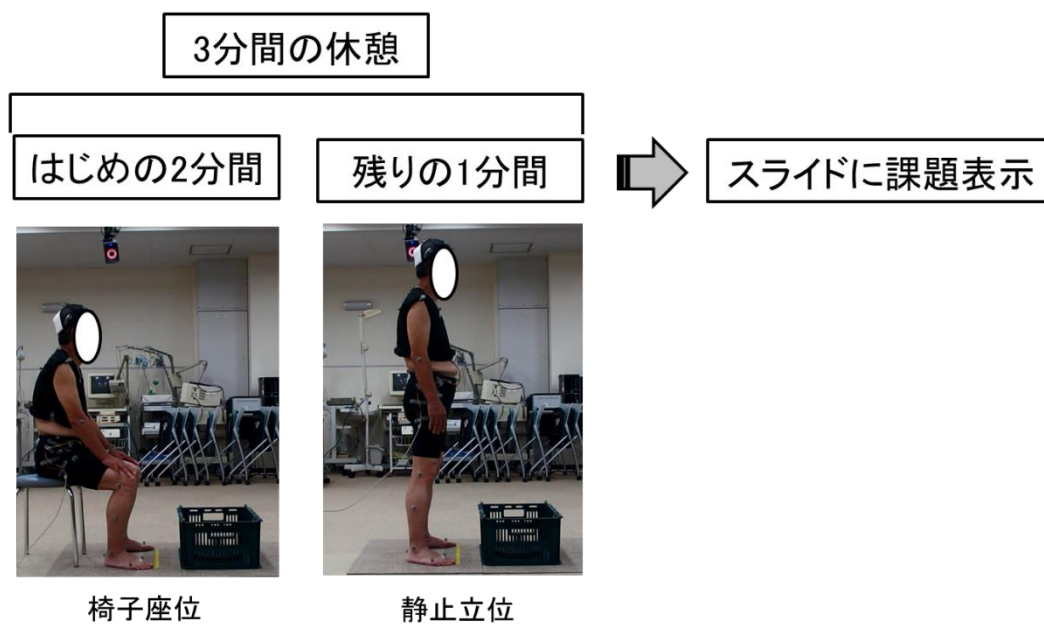 3分間の休憩
はじめの2分間
残りの1分間
スライドに課題表示
椅子座位
静止立位